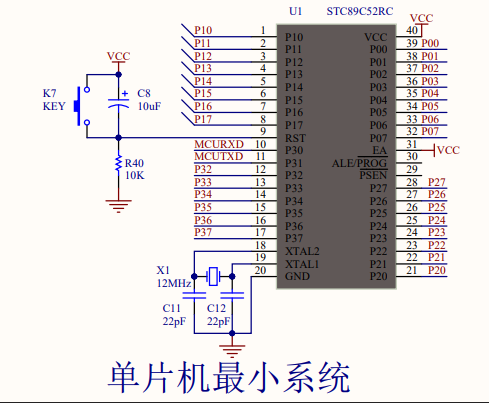 U1 STC89C52RC
VCC
P10 1 P10 VCC 40
P11 2 P11 P00 39 P00
P12 3 P12 P01 38 P01
P13 4 P13 P02 37 P02
P14 5 P14 P03 36 P03
P15 6 P15 P04 35 P04
P16 7 P16 P05 34 P05
P17 8 P17 P06 33 P06
9 RST P07 32 P07
MCURXD 10 P30 EA 31 VCC
MCUTXD 11 P31 ALE/PROG 30
P32 12 P32 PSEN 29
P33 13 P33 P27 28 P27
P34 14 P34 P26 27 P26
P35 15 P35 P25 26 P25
P36 16 P36 P24 25 P24
P37 17 P37 P23 24 P23
18 XTAL2 P22 23 P22
19 XTAL1 P21 22 P21
20 GND P20 21 P20
VCC
K7
KEY
+
C8
10uF
R40
10K
X1
12MHz
C11
22pF
C12
22pF
单片机最小系统